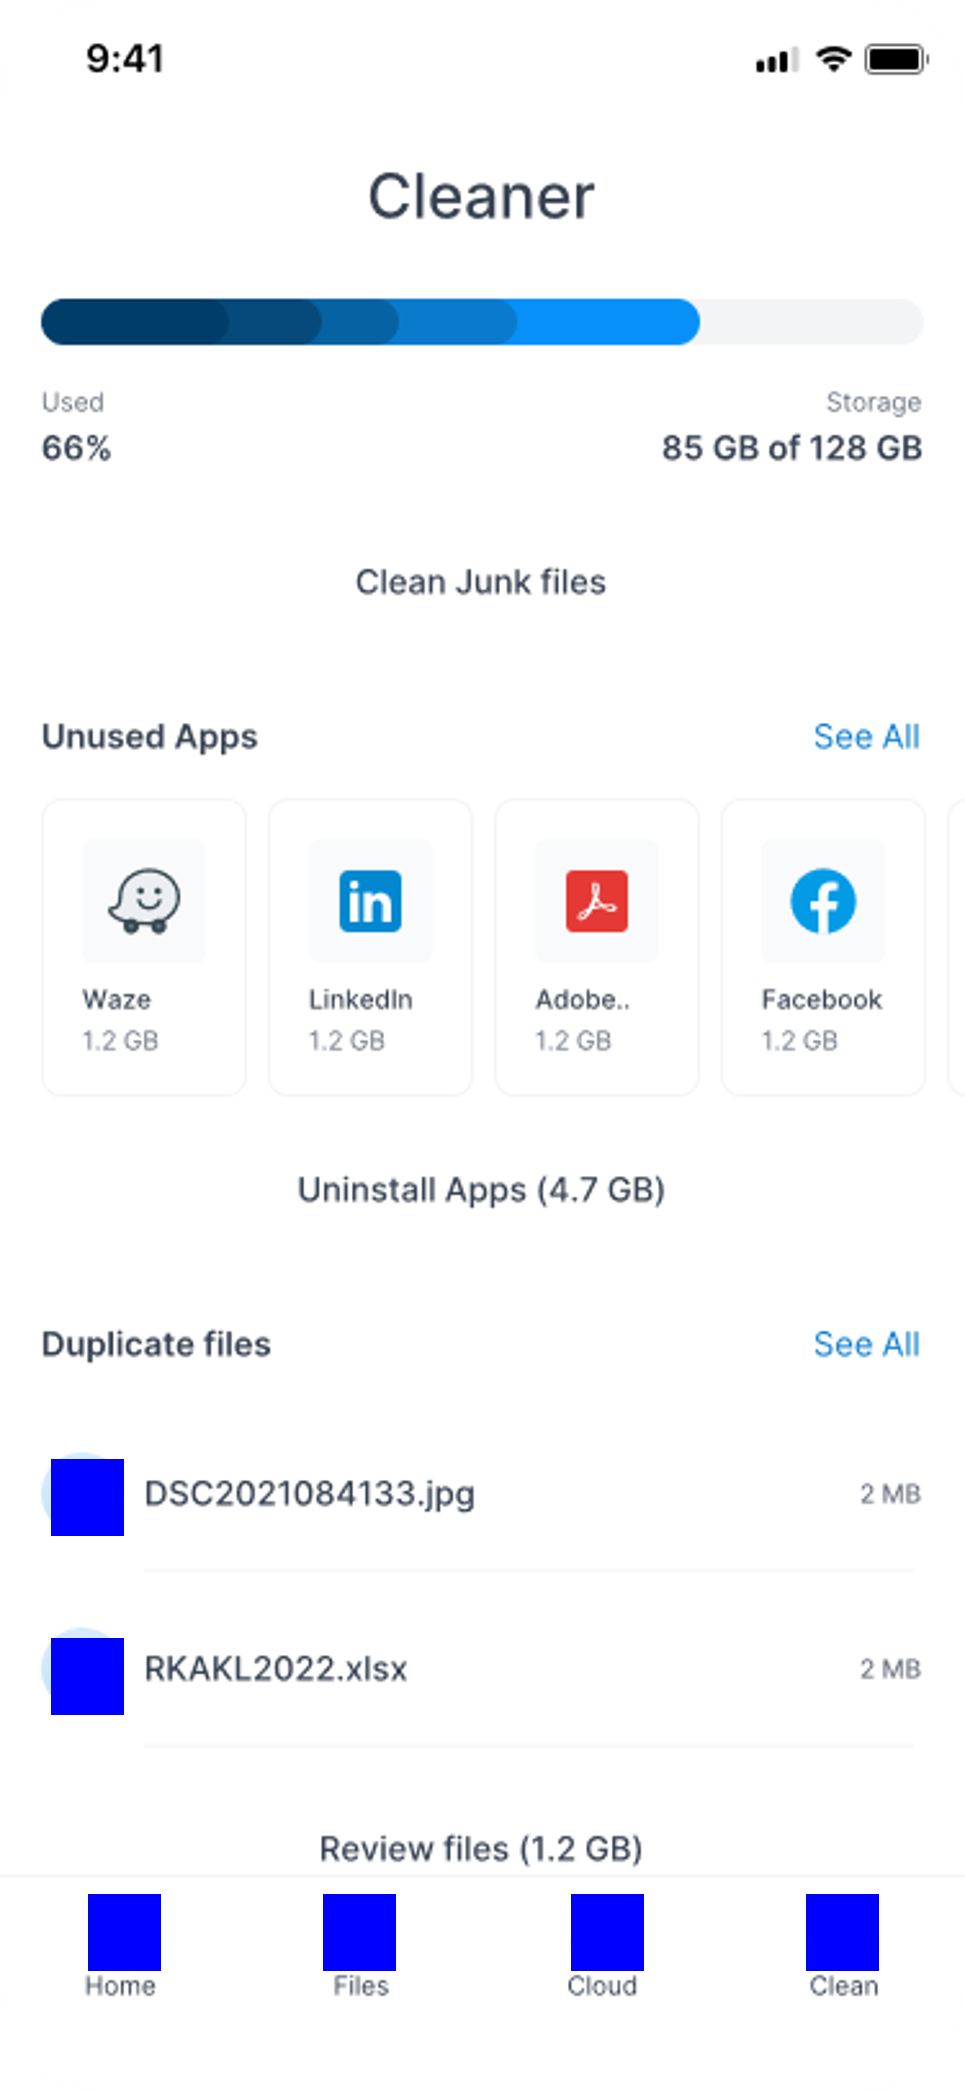 9:41
Cleaner
Used
Storage
66%
85 GB of 128 GB
Clean Junk files
Unused Apps
See All
in
Waze
LinkedIn
Adobe..
Facebook
1.2 GB
1.2 GB
1.2 GB
1.2 GB
Uninstall Apps (4.7 GB)
Duplicate files
See All
DSC2021084133.jpg
2 MB
RKAKL2022.xlsx
2 MB
Review files (1.2 GB)
Home
Files
Cloud
Clean